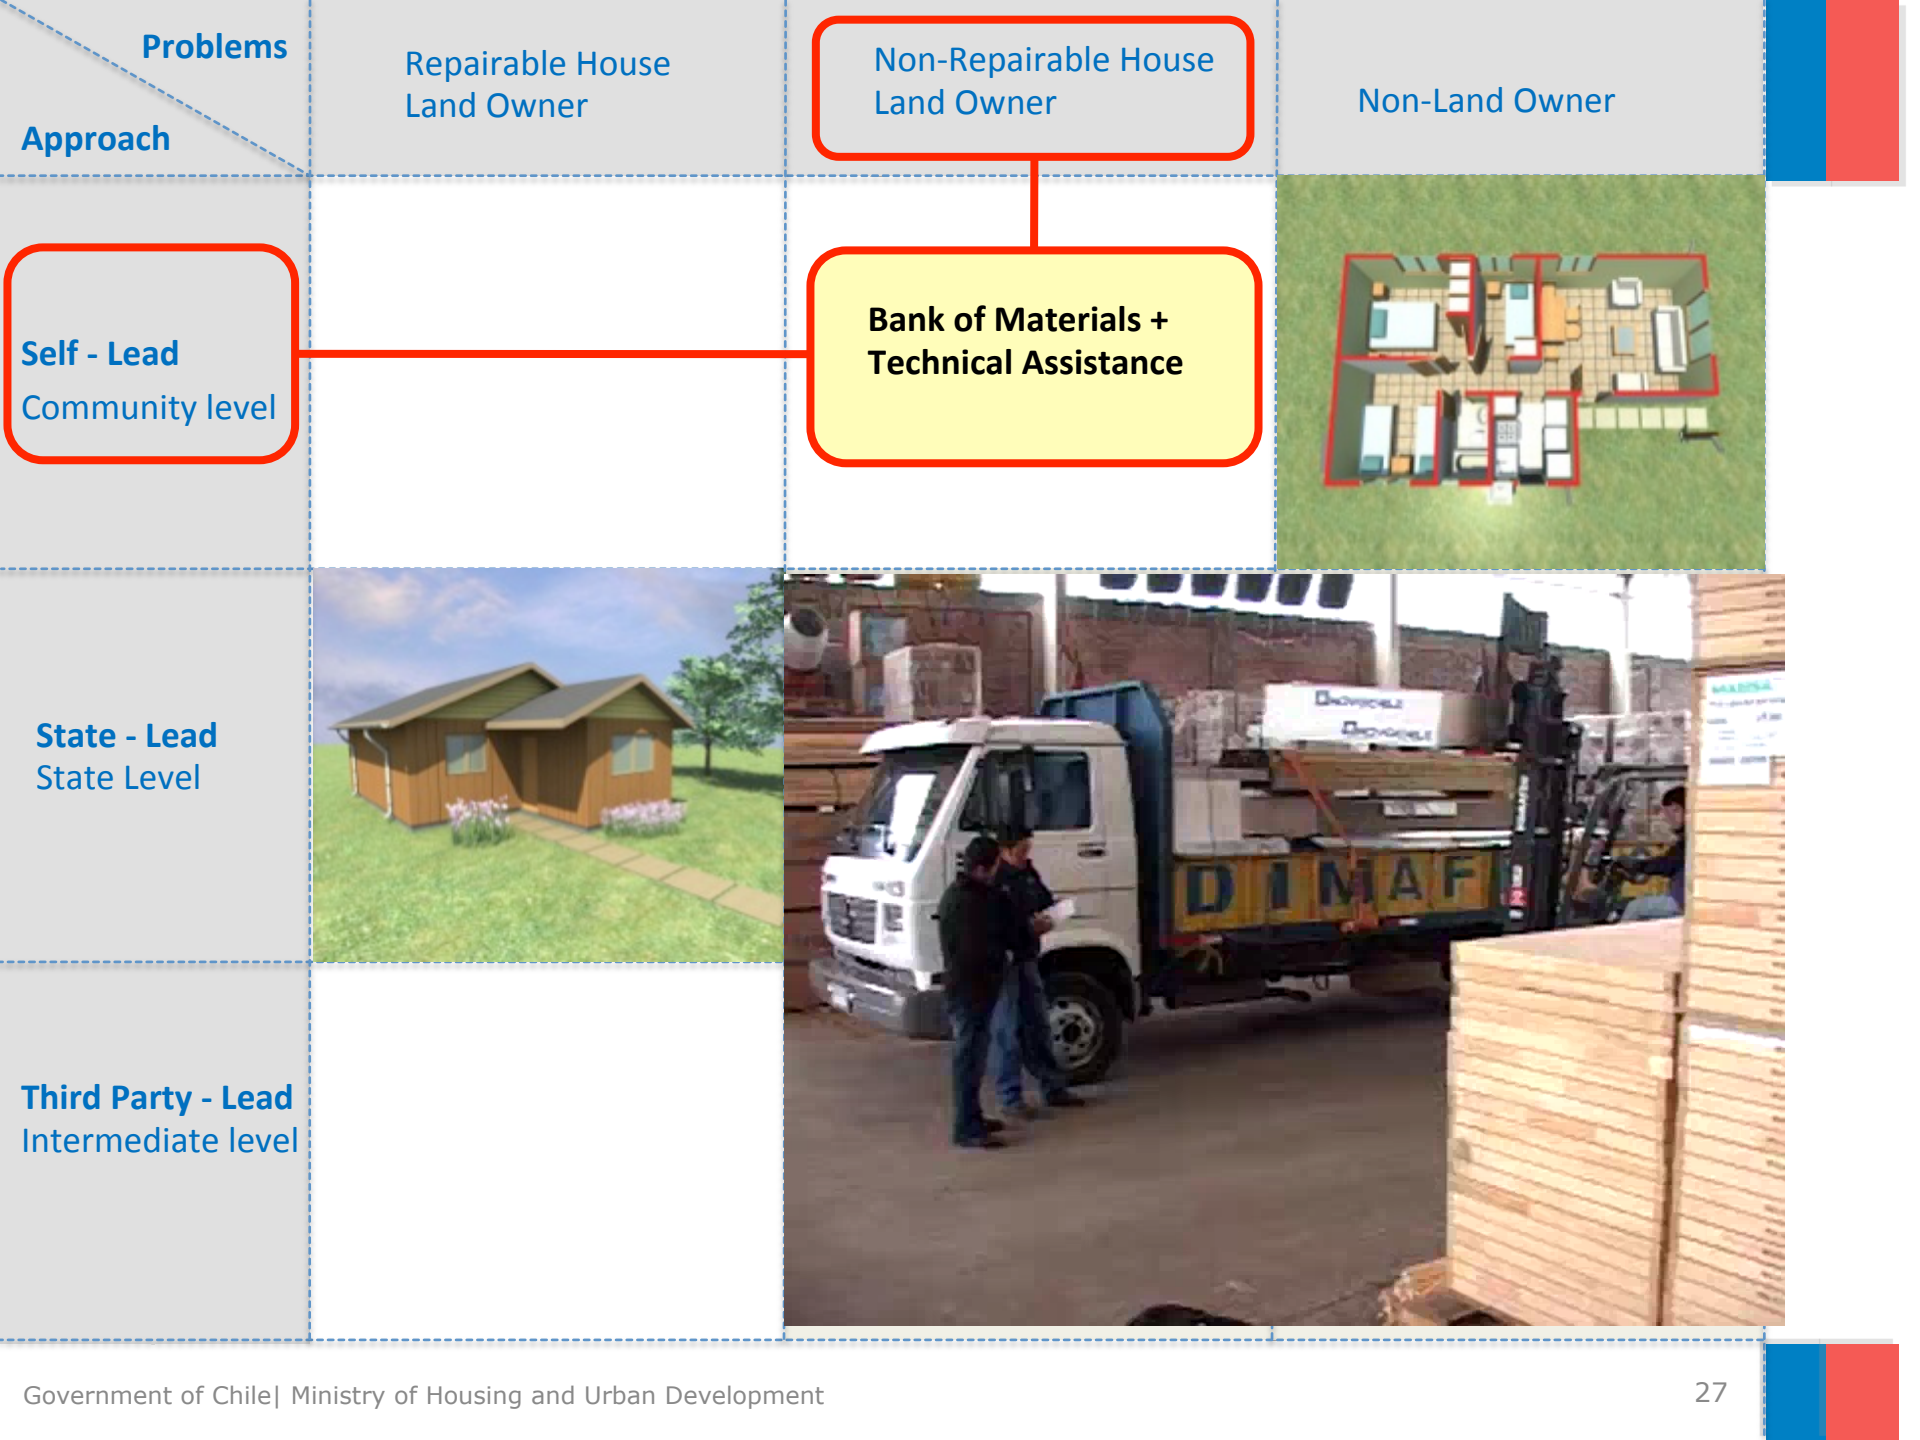 Problems
Approach
Repairable House
Land Owner
Non-Repairable House
Land Owner
Non-Land Owner
Self - Lead
Community level
Bank of Materials +
Technical Assistance
State - Lead
State Level
DIMAF
Third Party - Lead
Intermediate level
Government of Chile| Ministry of Housing and Urban Development
27